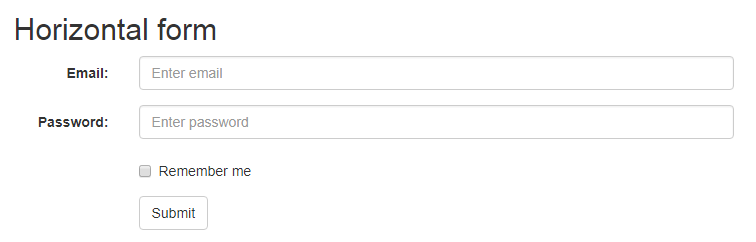 Horizontal form
Email: Enter email
Password: Enter password
Remember me
Submit